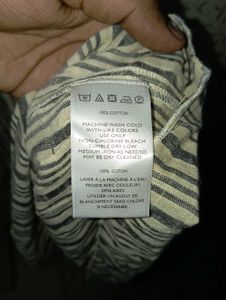 100% COTTON
MACHINE WASH COLD
WITH LIKE COLORS
USE ONLY
NON-CHLORINE BLEACH
TUMBLE DRY LOW
MEDIUM IRON AS NEEDED
MAY BE DRY CLEANED
100% COTON
LAVER À LA MACHINE À L'EAU
FROIDE AVEC COULEURS
SIMILAIRES
UTILISER UN AGENT
DE BLANCHIMENT SANS CHLORE
SI NÉCESSAIRE